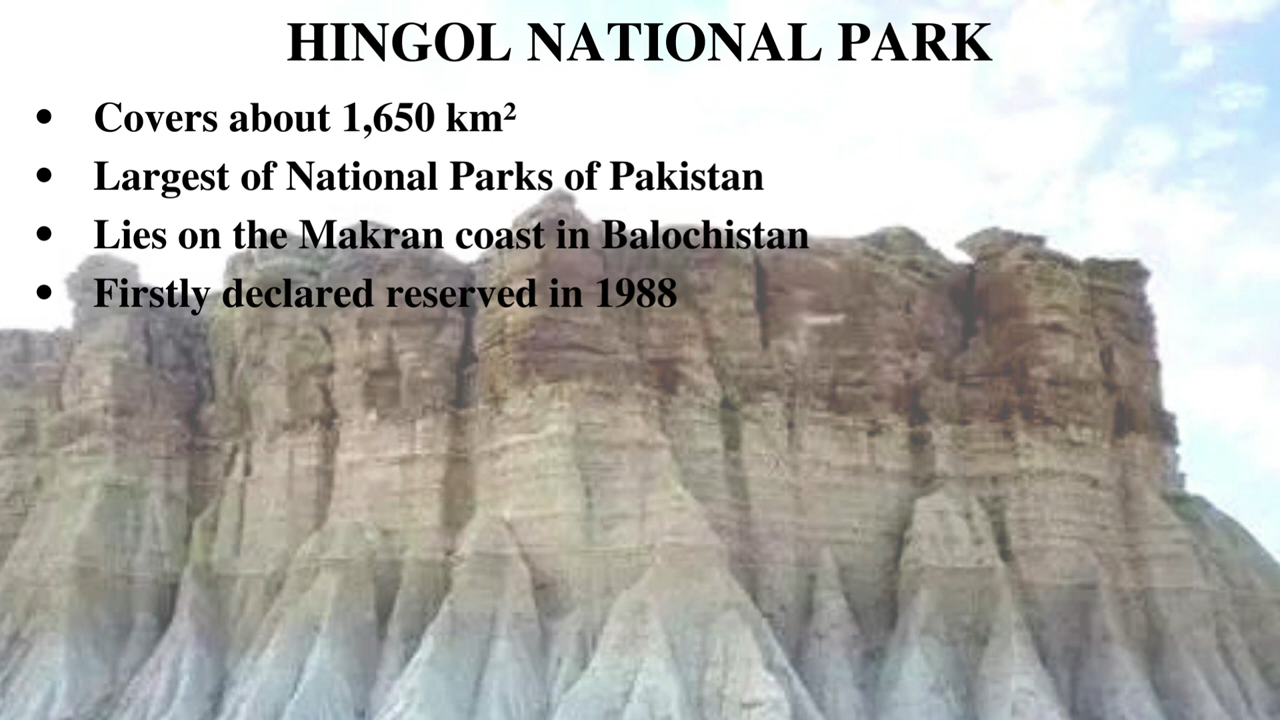 HINGOL NATIONAL PARK
• Covers about 1,650 km²
• Largest of National Parks of Pakistan
• Lies on the Makran coast in Balochistan
• Firstly declared reserved in 1988